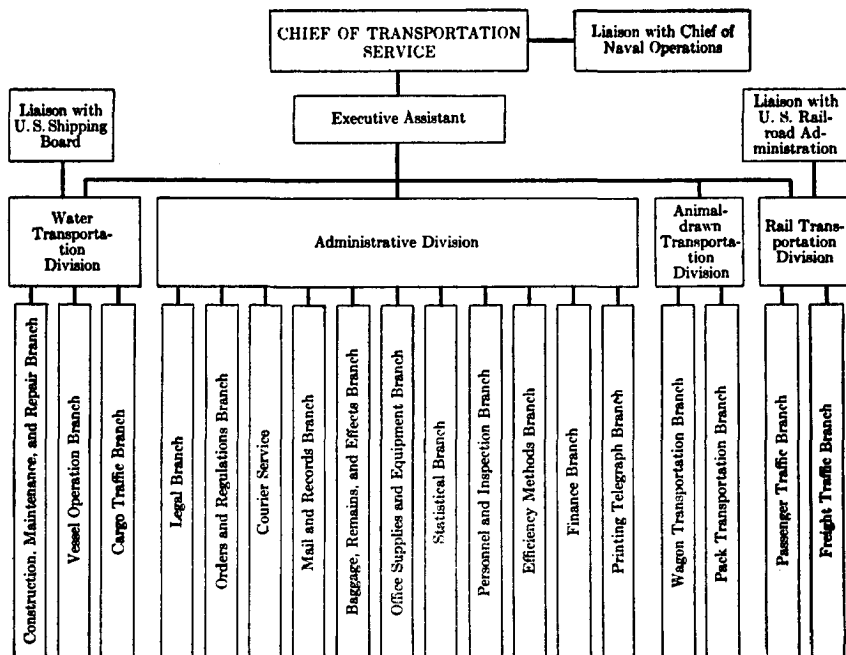 CHIEF OF TRANSPORTATION
SERVICE
Liaison with Chief of
Naval Operations
Liaison with
U. S. Shipping
Board
Executive Assistant
Liaison with
U. S. Rail-
road Ad-
ministration
Water
Transporta-
tion
Division
Administrative Division
Animal-
drawn
Transporta-
tion
Division
Rail Trans-
portation
Division
Construction, Maintenance, and Repair Branch
Vessel Operation Branch
Cargo Traffic Branch
Legal Branch
Orders and Regulations Branch
Courier Service
Mail and Records Branch
Baggage, Remains, and Effects Branch
Office Supplies and Equipment Branch
Statistical Branch
Personnel and Inspection Branch
Efficiency Methods Branch
Finance Branch
Printing Telegraph Branch
Wagon Transportation Branch
Pack Transportation Branch
Passenger Traffic Branch
Freight Traffic Branch